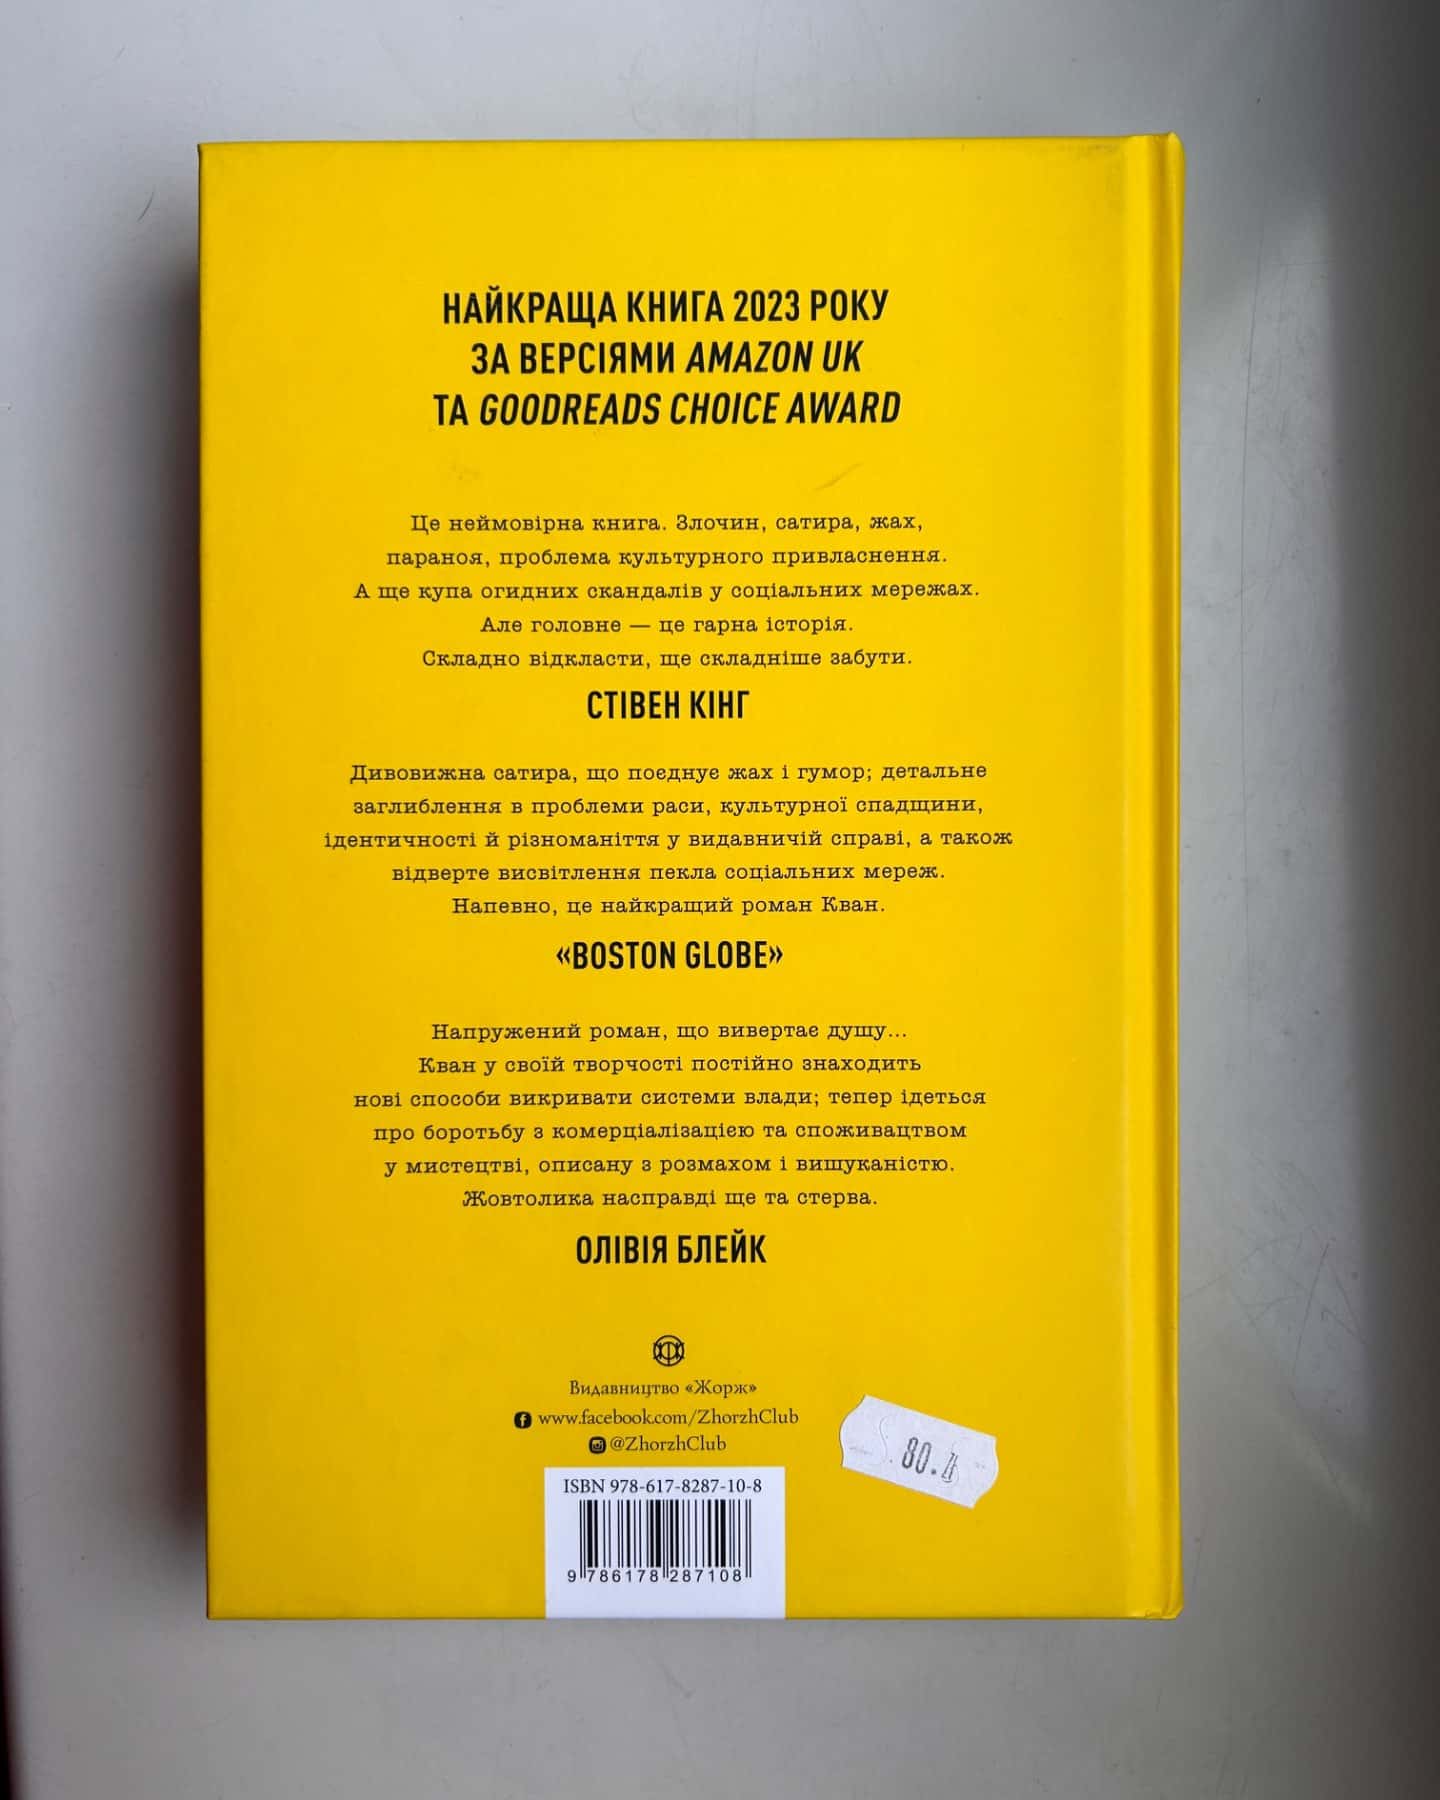 НАЙКРАЩА КНИГА 2023 РОКУ
ЗА ВЕРСІЯМИ AMAZON UK
ТА GOODREADS CHOICE AWARD
Це неймовірна книга. Злочин, сатира, жах,
параноя, проблема культурного привласнення.
А ще купа огидних скандалів у соціальних мережах.
Але головне — це гарна історія.
Складно відкласти, ще складніше забути.
СТІВЕН КІНГ
Дивовижна сатира, що поєднує жах і гумор; детальне
заглиблення в проблеми раси, культурної спадщини,
ідентичності й різноманіття у видавничій справі, а також
відверте висвітлення пекла соціальних мереж.
Напевно, це найкращий роман Кван.
«BOSTON GLOBE»
Напружений роман, що вивертає душу...
Кван у своїй творчості постійно знаходить
нові способи викривати системи влади; тепер ідеться
про боротьбу з комерціалізацією та споживацтвом
у мистецтві, описану з розмахом і вишуканістю.
Жовтолика насправді ще та стерва.
ОЛІВІЯ БЛЕЙК
Видавництво «Жорж»
www.facebook.com/ZhorzhClub
@ZhorzhClub
80. zł
ISBN 978-617-8287-10-8
9 786178 287108